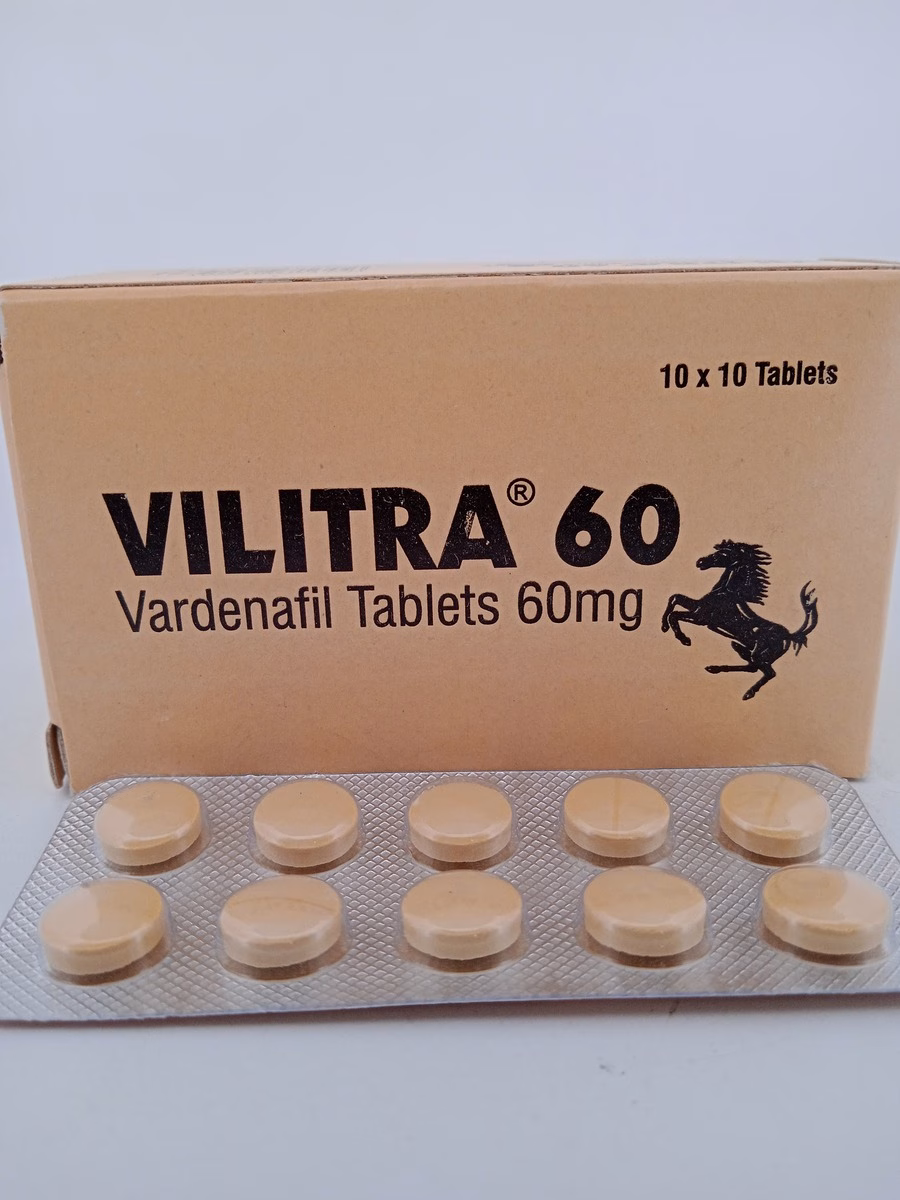 10 x 10 Tablets
VILITRA® 60
Vardenafil Tablets 60mg